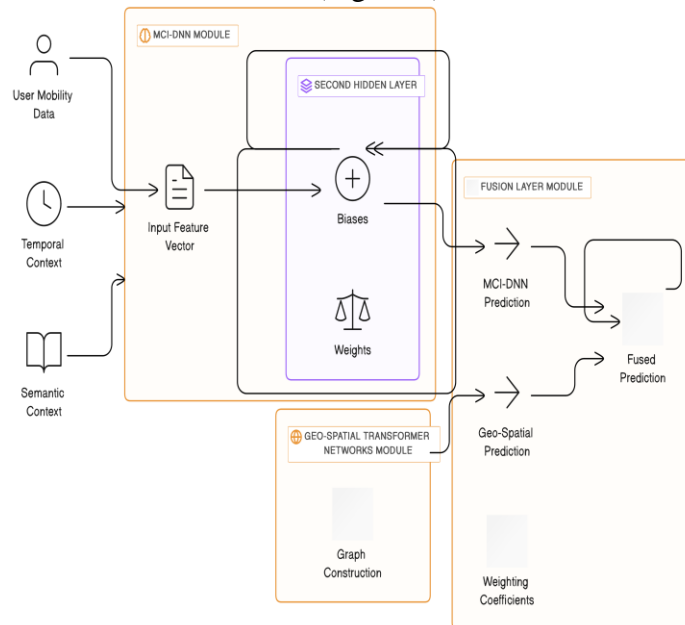 MCI-DNN MODULE
User Mobility
Data
SECOND HIDDEN LAYER
Temporal
Context
Input Feature
Vector
Biases
FUSION LAYER MODULE
MCI-DNN
Prediction
Weights
Fused
Prediction
Semantic
Context
GEO-SPATIAL TRANSFORMER
NETWORKS MODULE
Geo-Spatial
Prediction
Graph
Construction
Weighting
Coefficients